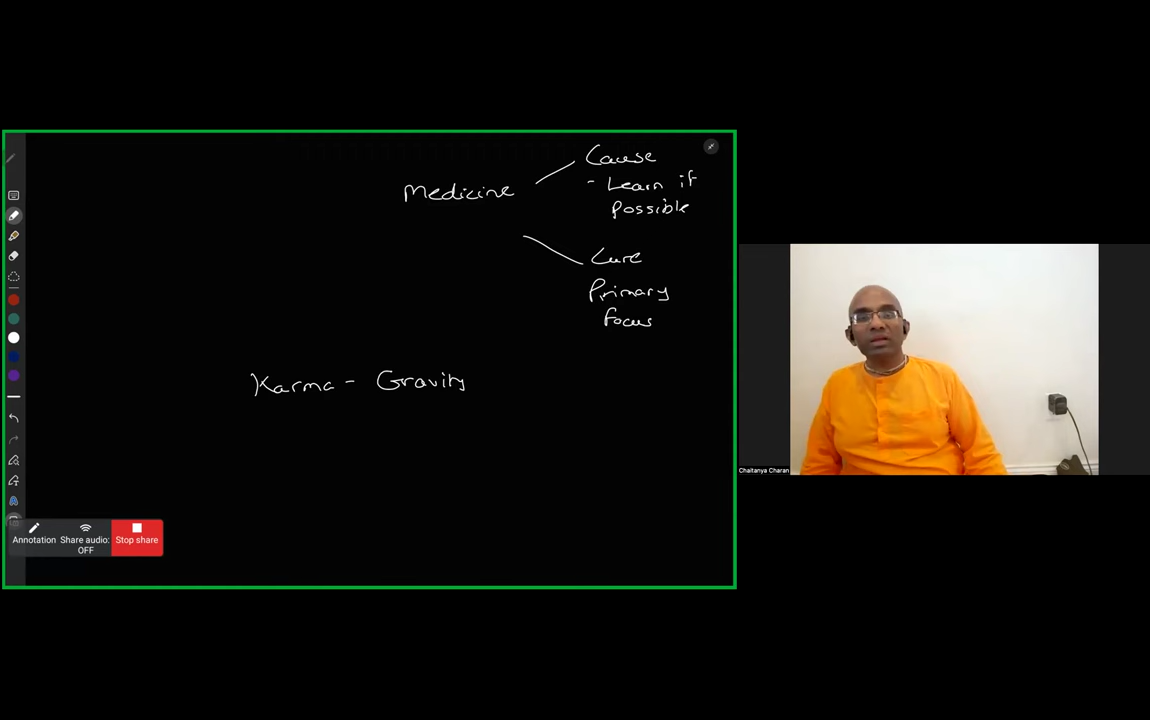 Cause
Medicine
- Learn if
possible
Cure
Primary
Focus
Karma - Gravity
Chaitanya Charan
Annotation
Share audio:
OFF
Stop share